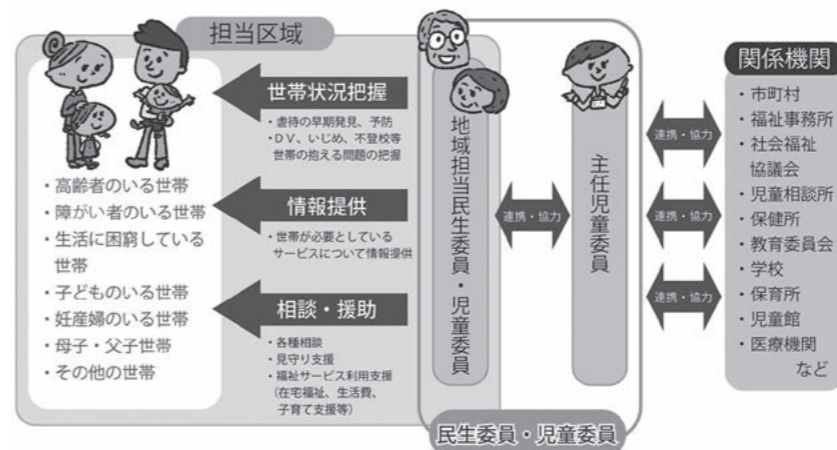 担当区域
・高齢者のいる世帯
・障がい者のいる世帯
・生活に困窮している
世帯
・子どものいる世帯
・妊産婦のいる世帯
・母子・父子世帯
・その他の世帯
世帯状況把握
・虐待の早期発見、予防
・DV、いじめ、不登校等
世帯の抱える問題の把握
情報提供
・世帯が必要としている
サービスについて情報提供
相談・援助
・各種相談
・見守り支援
・福祉サービス利用支援
(在宅福祉、生活費、
子育て支援等)
地域担当民生委員・児童委員
連携・協力
主任児童委員
民生委員・児童委員
連携・協力
連携・協力
連携・協力
関係機関
・市町村
・福祉事務所
・社会福祉
協議会
・児童相談所
・保健所
・教育委員会
・学校
・保育所
・児童館
・医療機関
など